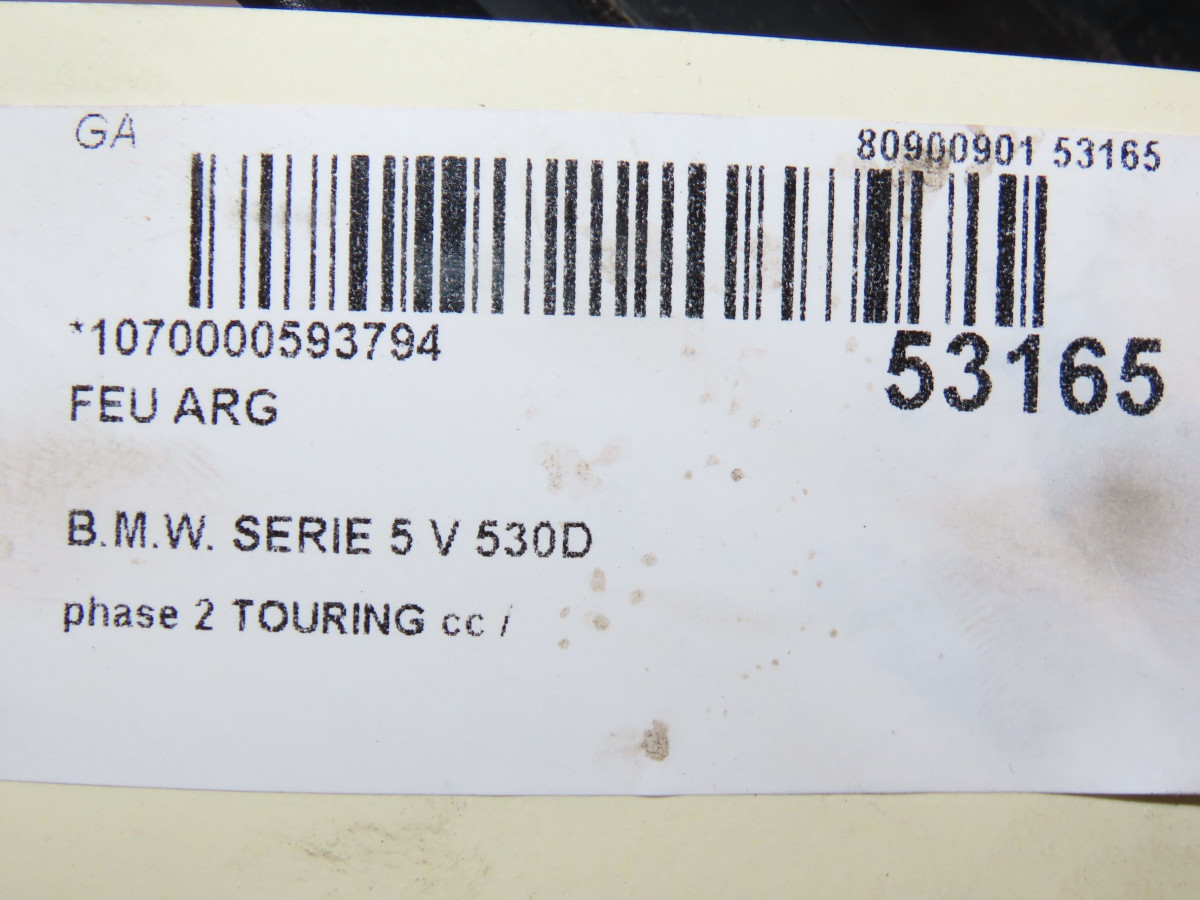 GA
80900901 53165
*1070000593794
53165
FEU ARG
B.M.W. SERIE 5 V 530D
phase 2 TOURING cc /